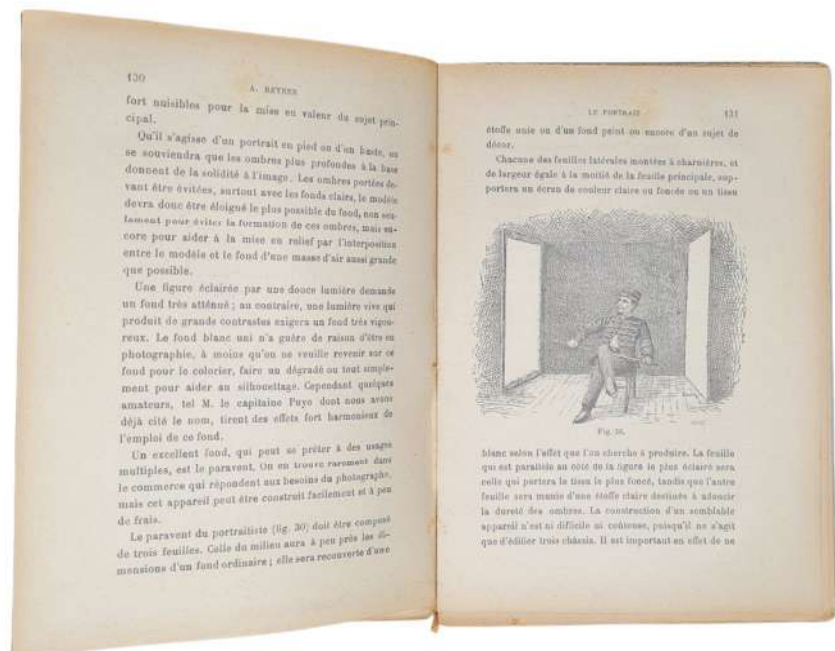 130
A. REYNER
fort nuisibles pour la mise en valeur du sujet prin-
cipal.
Qu'il s'agisse d'un portrait en pied ou d'en buste, on
se souviendra que les ombres plus profondes à la base
donnent de la solidité à l'image. Les ombres portées de-
vant être évitées, surtout avec les fonds clairs, le modèle
devra donc être éloigné le plus possible du fond, non seu-
lement pour éviter la formation de ces ombres, mais en-
core pour aider à la mise en relief par l'interposition
entre le modèle et le fond d'une masse d'air aussi grande
que possible.
Une figure éclairée par une douce lumière demande
un fond très atténué ; au contraire, une lumière vive qui
produit de grands contrastes exigera un fond très vigou-
reux. Le fond blanc uni n'a guère de raison d'être en
photographie, à moins qu'on ne veuille revenir sur ce
fond pour le colorier, faire un dégradé ou tout simple-
ment pour aider au silhouettage. Cependant quelques
amateurs, tel M. le capitaine Puyo dont nous avons
déjà cité le nom, tirent des effets fort harmonieux de
l'emploi de ce fond.
Un excellent fond, qui peut se prêter à des usages
multiples, est le paravent. On en trouve rarement dans
le commerce qui répondent aux besoins du photographe,
mais cet appareil peut être construit facilement et à peu
de frais.
Le paravent du portraitiste (fig. 30) doit être composé
de trois feuilles. Celle du milieu aura à peu près les di-
mensions d'un fond ordinaire ; elle sera recouverte d'une
LE PORTRAIT
131
étoffe unie ou d'un fond peint ou encore d'un sujet de
décor.
Chacune des feuilles latérales montées à charnières, et
de largeur égale à la moitié de la feuille principale, sup-
portera un écran de couleur claire ou foncée ou un tissu
Fig. 30.
blanc selon l'effet que l'on cherche à produire. La feuille
qui est parallèle au côté de la figure le plus éclairé sera
celle qui portera le tissu le plus foncé, tandis que l'autre
feuille sera munie d'une étoffe claire destinée à adoucir
la dureté des ombres. La construction d'un semblable
appareil n'est ni difficile ni coûteuse, puisqu'il ne s'agit
que d'édifier trois châssis. Il est important en effet de ne